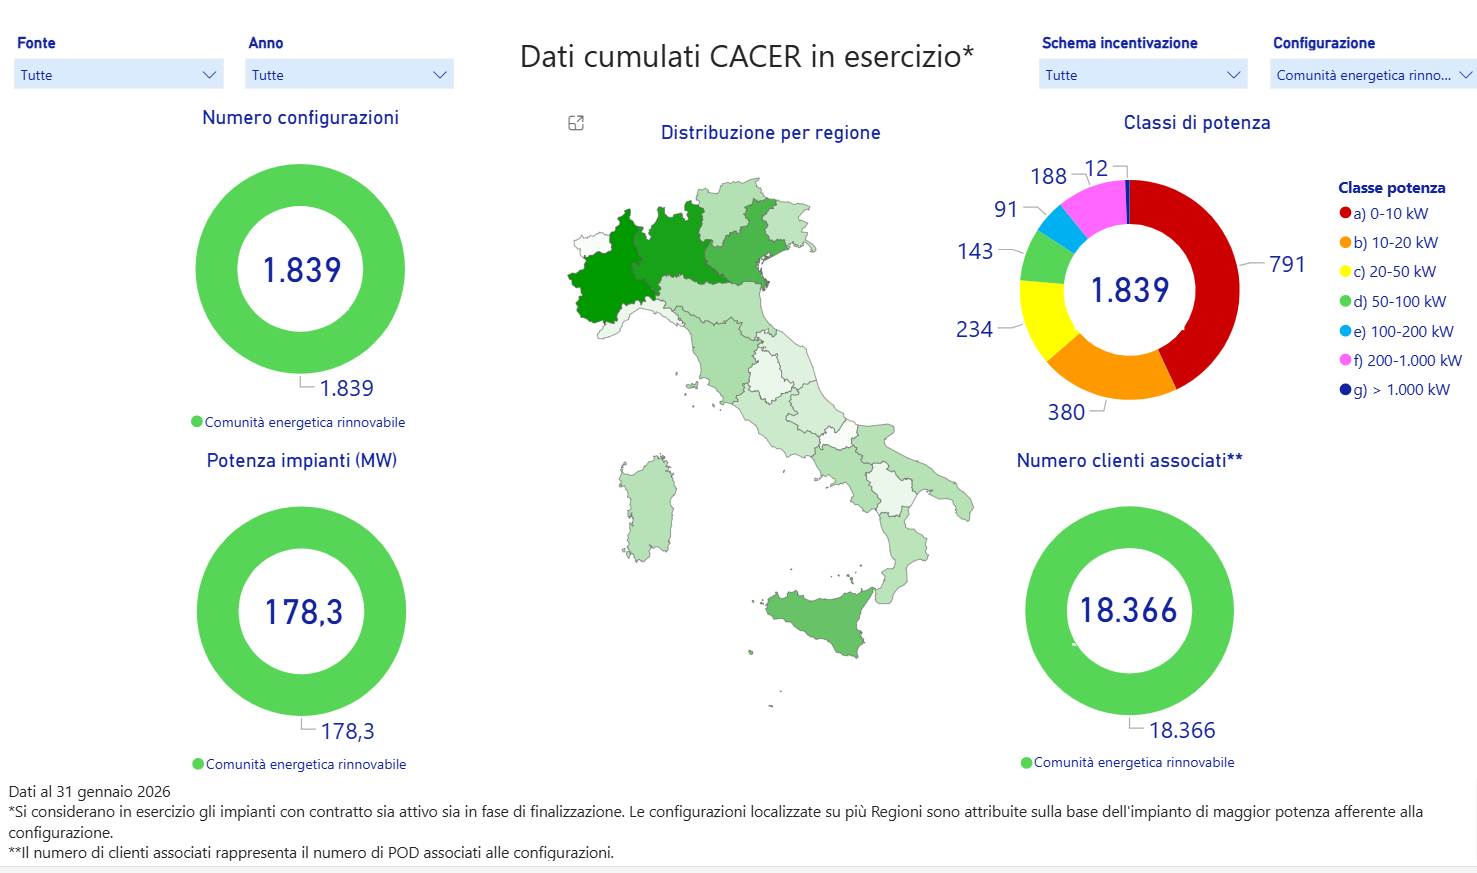 Dati cumulati CACER in esercizio*
Fonte
Tutte
Anno
Tutte
Schema incentivazione
Tutte
Configurazione
Comunità energetica rinno...
Numero configurazioni
1.839
1.839
Comunità energetica rinnovabile
Distribuzione per regione
Classi di potenza
12
188
91
143
234
380
791
1.839
Classe potenza
a) 0-10 kW
b) 10-20 kW
c) 20-50 kW
d) 50-100 kW
e) 100-200 kW
f) 200-1.000 kW
g) > 1.000 kW
Potenza impianti (MW)
178,3
178,3
Comunità energetica rinnovabile
Numero clienti associati**
18.366
18.366
Comunità energetica rinnovabile
Dati al 31 gennaio 2026
*Si considerano in esercizio gli impianti con contratto sia attivo sia in fase di finalizzazione. Le configurazioni localizzate su più Regioni sono attribuite sulla base dell'impianto di maggior potenza afferente alla
configurazione.
**Il numero di clienti associati rappresenta il numero di POD associati alle configurazioni.